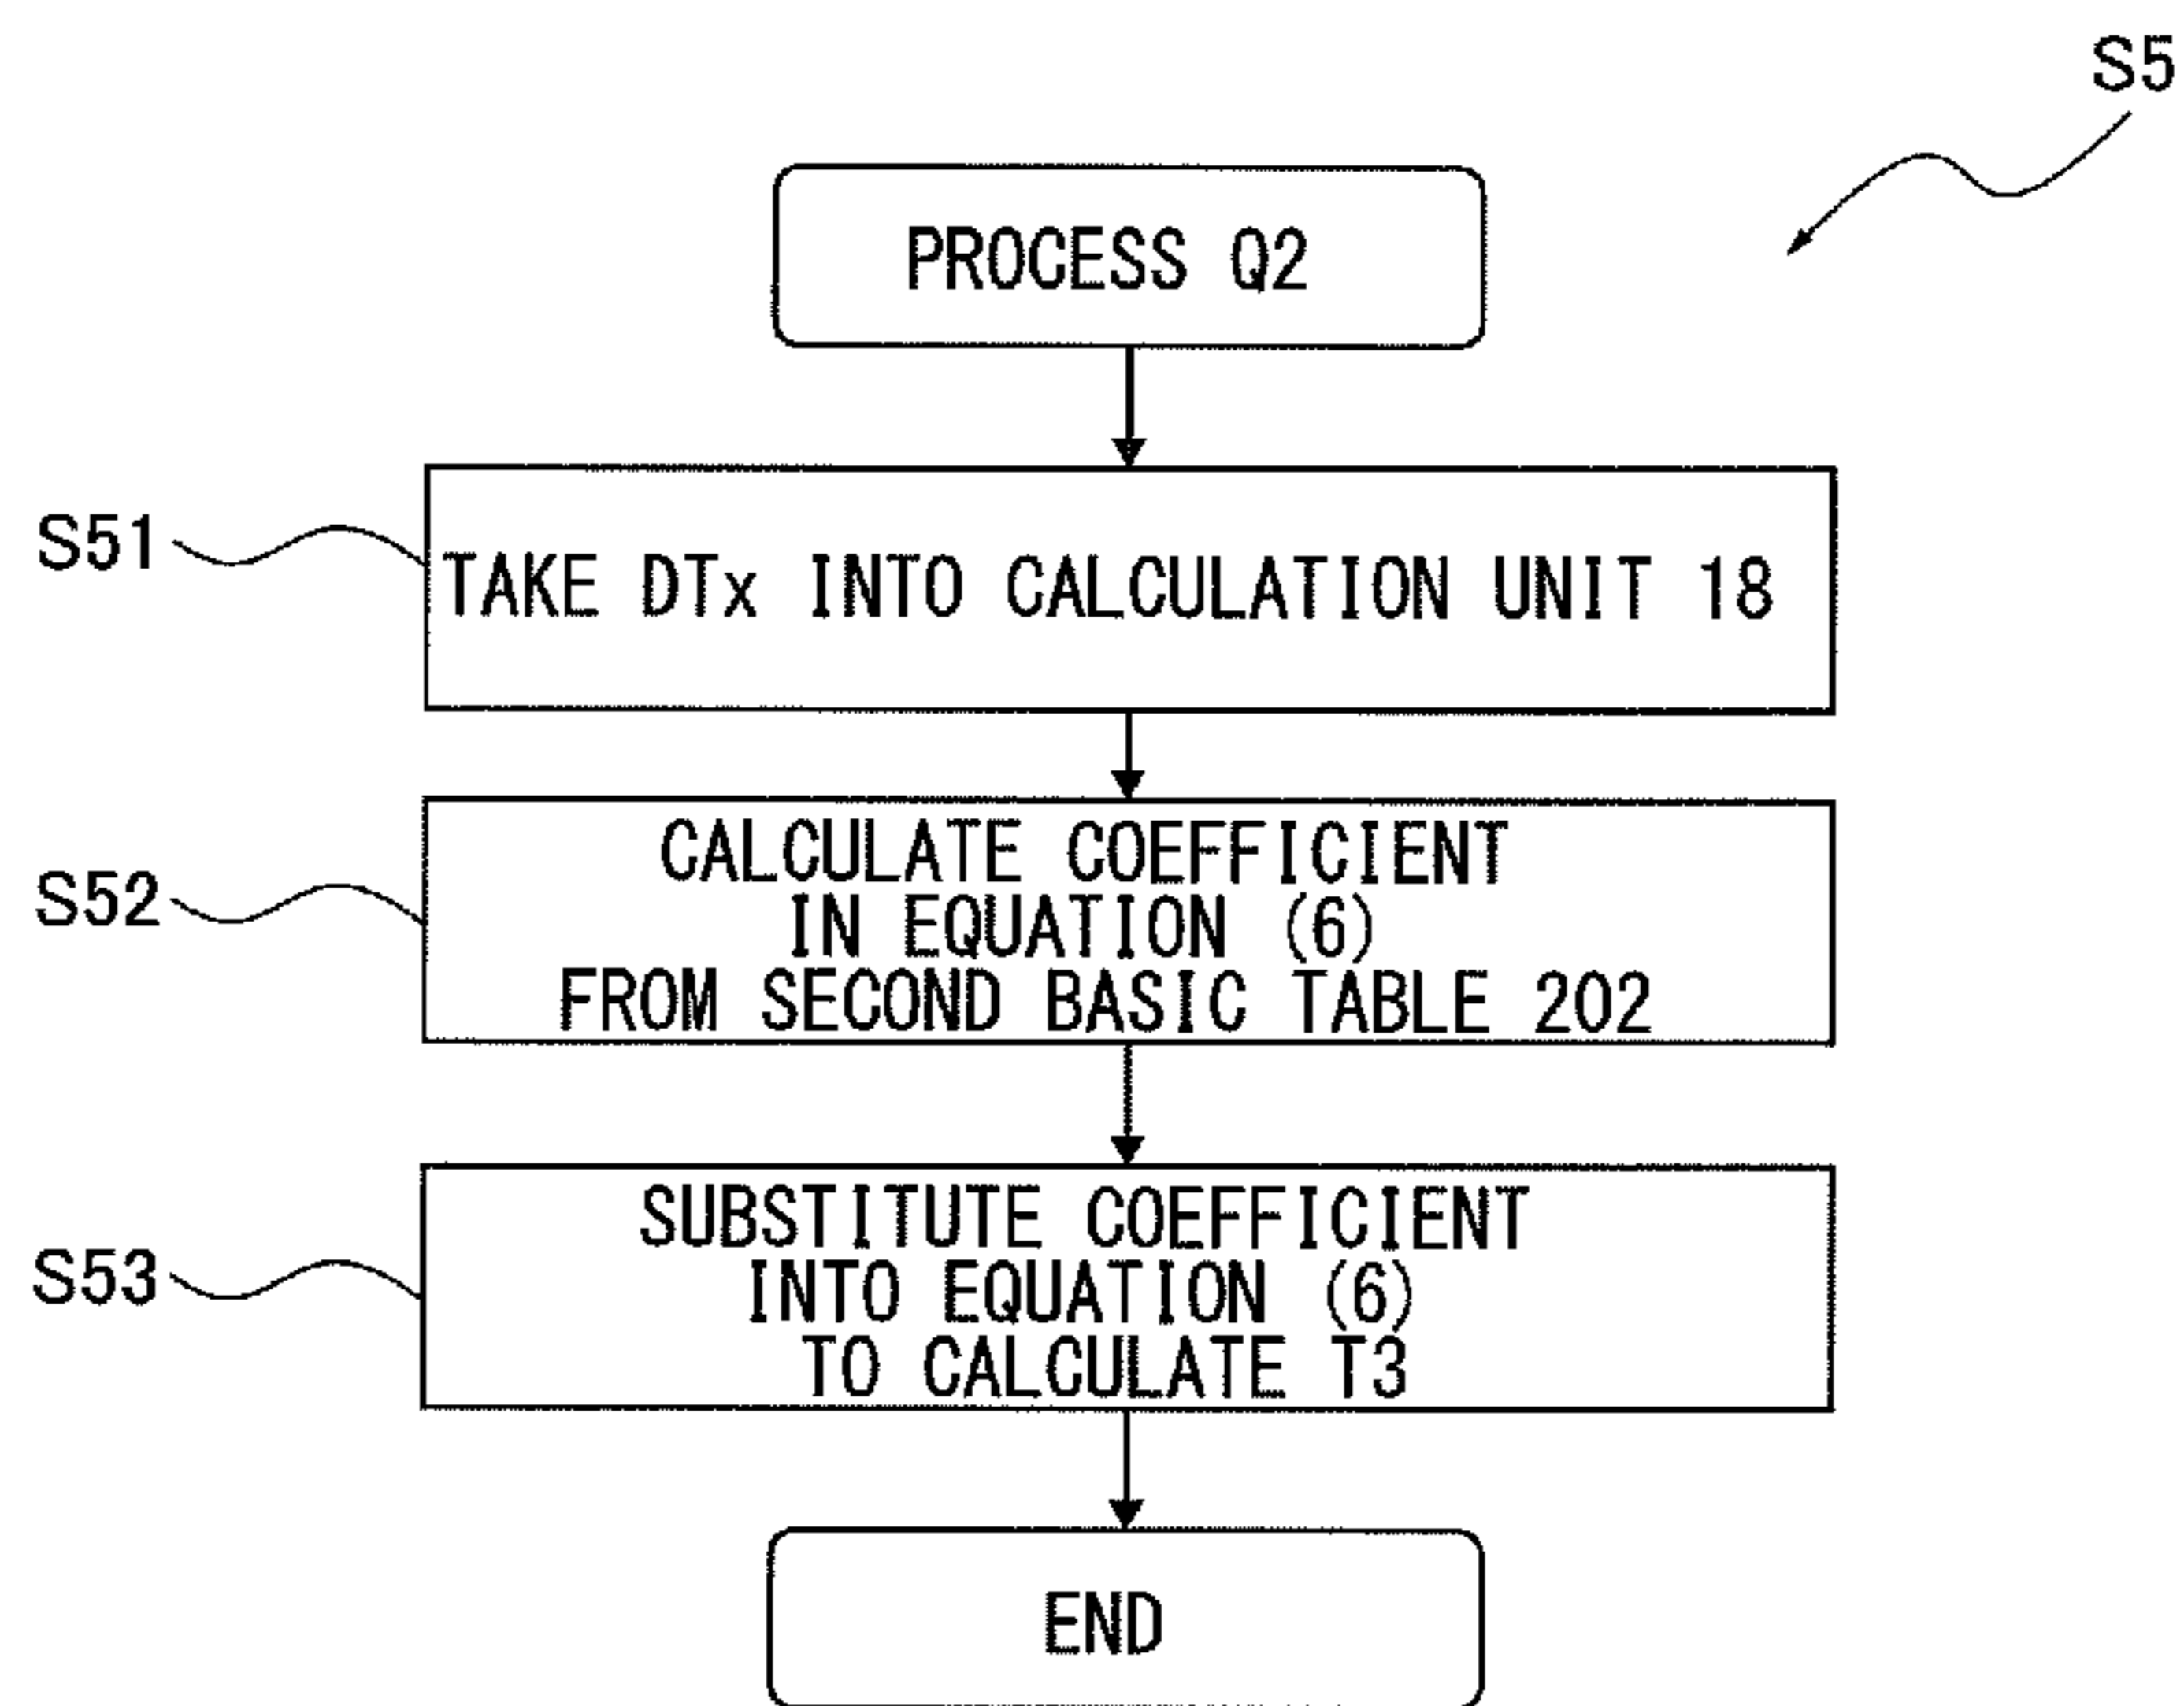 S5
PROCESS Q2
S51
TAKE DTx INTO CALCULATION UNIT 18
S52
CALCULATE COEFFICIENT
IN EQUATION (6)
FROM SECOND BASIC TABLE 202
S53
SUBSTITUTE COEFFICIENT
INTO EQUATION (6)
TO CALCULATE T3
END